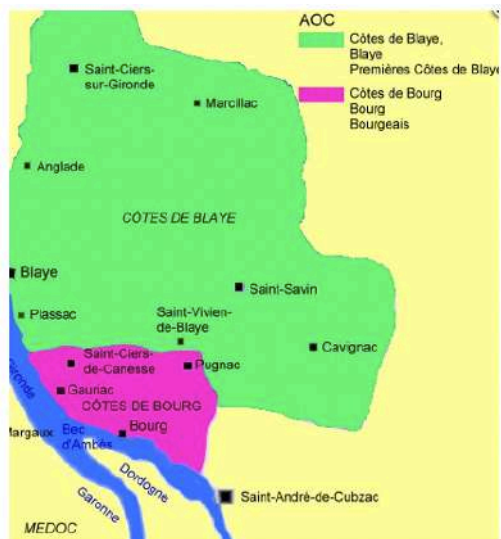 AOC
Côtes de Blaye,
Blaye
Premières Côtes de Blaye
Côtes de Bourg
Bourg
Bourgeais
Saint-Ciers-
sur-Gironde
Marcillac
Anglade
CÔTES DE BLAYE
Blaye
Saint-Savin
Plassac
Saint-Vivien-
de-Blaye
Cavignac
Saint-Ciers-
de-Canesse
Pugnac
Gironde
Gauriac
CÔTES DE BOURG
Bourg
Margaux
Bec
d'Ambès
Dordogne
Garonne
Saint-André-de-Cubzac
MEDOC